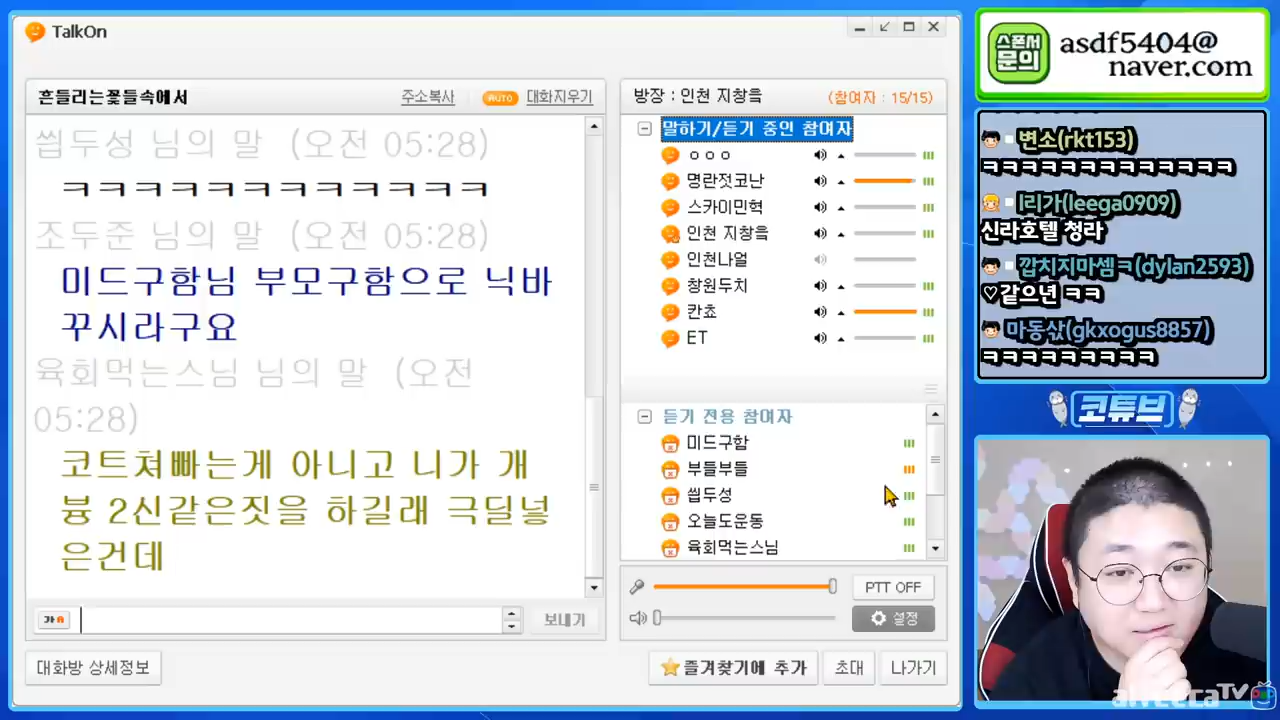 TalkOn
흔들리는꽃들속에서
주소복사
AUTO
대화지우기
씹두성 님의 말 (오전 05:28)
ㅋㅋㅋㅋㅋㅋㅋㅋㅋㅋㅋㅋ
조두준 님의 말 (오전 05:28)
미드구함님 부모구함으로 닉바
꾸시라구요
육회먹는스님 님의 말 (오전
05:28)
코트쳐빠는게 아니고 니가 개
븅 2신같은짓을 하길래 극딜넣
은건데
보내기
대화방 상세정보
방장 : 인천 지창욱
(참여자 : 15/15)
말하기/듣기 중인 참여자
ㅇㅇㅇ
명란젓코난
스카이민혁
인천 지창욱
인천나얼
창원두치
칸쵸
ET
듣기 전용 참여자
미드구함
부들부들
씹두성
오늘도운동
육회먹는스님
PTT OFF
설정
즐겨찾기에 추가
초대
나가기
스폰서
문의
asdf5404@
naver.com
변소(rkt153)
ㅋㅋㅋㅋㅋㅋㅋㅋㅋㅋㅋㅋㅋ
l리가(leega0909)
신라호텔 청라
깝치지마셈ㅋ(dylan2593)
♡같으년 ㅋㅋ
마동삯(gkxogus8857)
ㅋㅋㅋㅋㅋㅋㅋㅋㅋ
코튜브